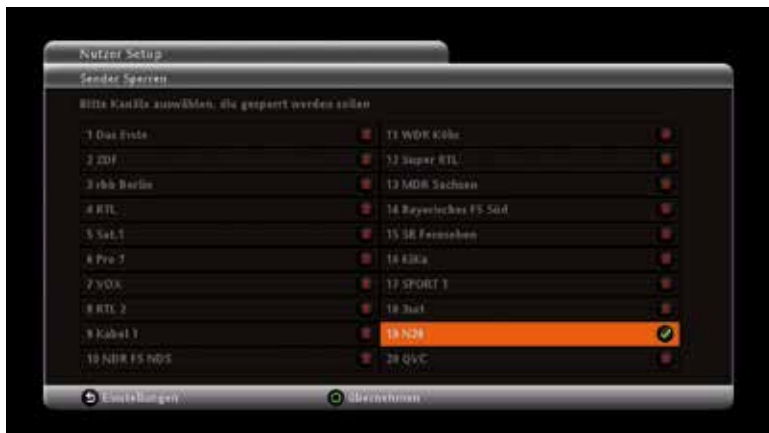 Nutzer Setup
Sender Sperren
Bitte Kanäle auswählen, die gesperrt werden sollen
1 Das Erste
2 ZDF
3 rbb Berlin
4 RTL
5 Sat.1
6 Pro 7
7 VOX
8 RTL 2
9 Kabel 1
10 NDR FS NDS
11 WDR Köln
12 Super RTL
13 MDR Sachsen
14 Bayerisches FS Süd
15 SR Fernsehen
16 KiKa
17 SPORT 1
18 3sat
19 N24
20 QVC
Einstellungen
übernehmen